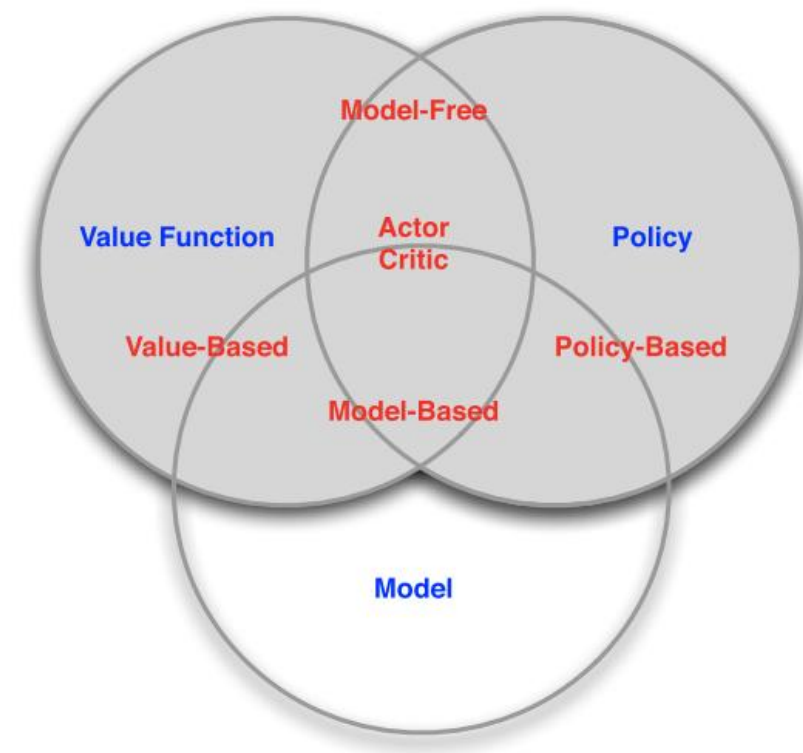 Model-Free
Value Function
Actor
Critic
Policy
Value-Based
Policy-Based
Model-Based
Model